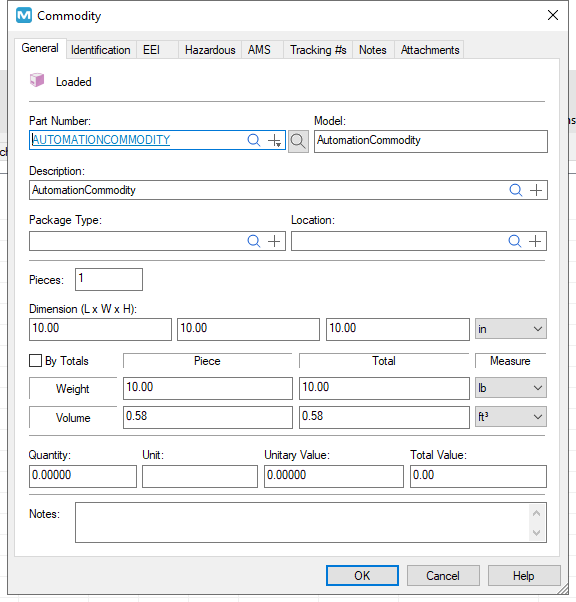 Commodity
General Identification EEI Hazardous AMS Tracking #s Notes Attachments
Loaded
Part Number: Model:
AUTOMATIONCOMMODITY AutomationCommodity
Description:
AutomationCommodity
Package Type: Location:
Pieces: 1
Dimension (L x W x H):
10.00 10.00 10.00 in
By Totals Piece Total Measure
Weight 10.00 10.00 lb
Volume 0.58 0.58 ft³
Quantity: Unit: Unitary Value: Total Value:
0.00000 0.00000 0.00
Notes:
OK Cancel Help